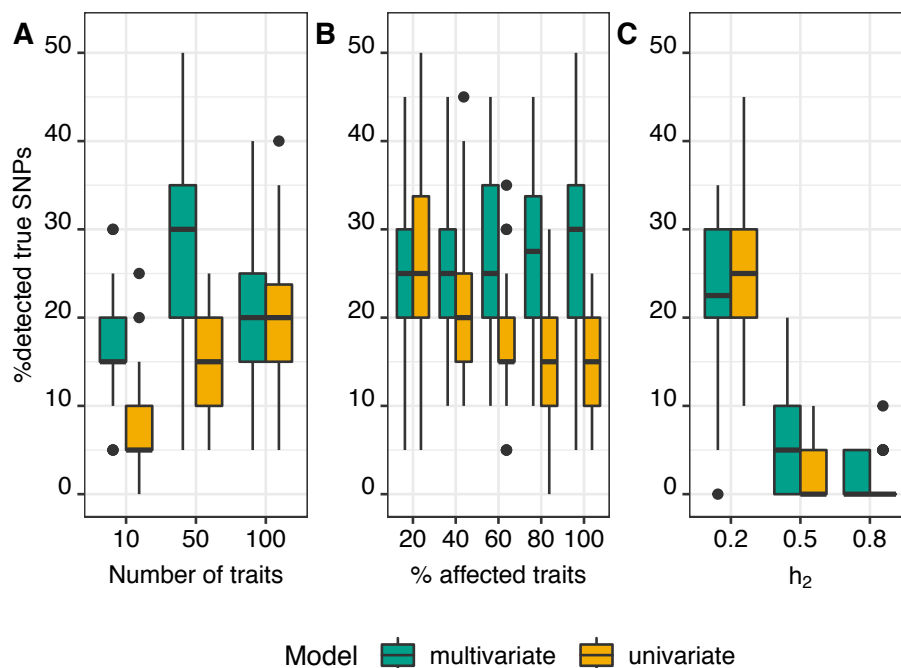 A
B
C
%detected true SNPs
50
40
30
20
10
0
50
40
30
20
10
0
50
40
30
20
10
0
10 50 100
20 40 60 80 100
0.2 0.5 0.8
Number of traits
% affected traits
h₂
Model multivariate univariate